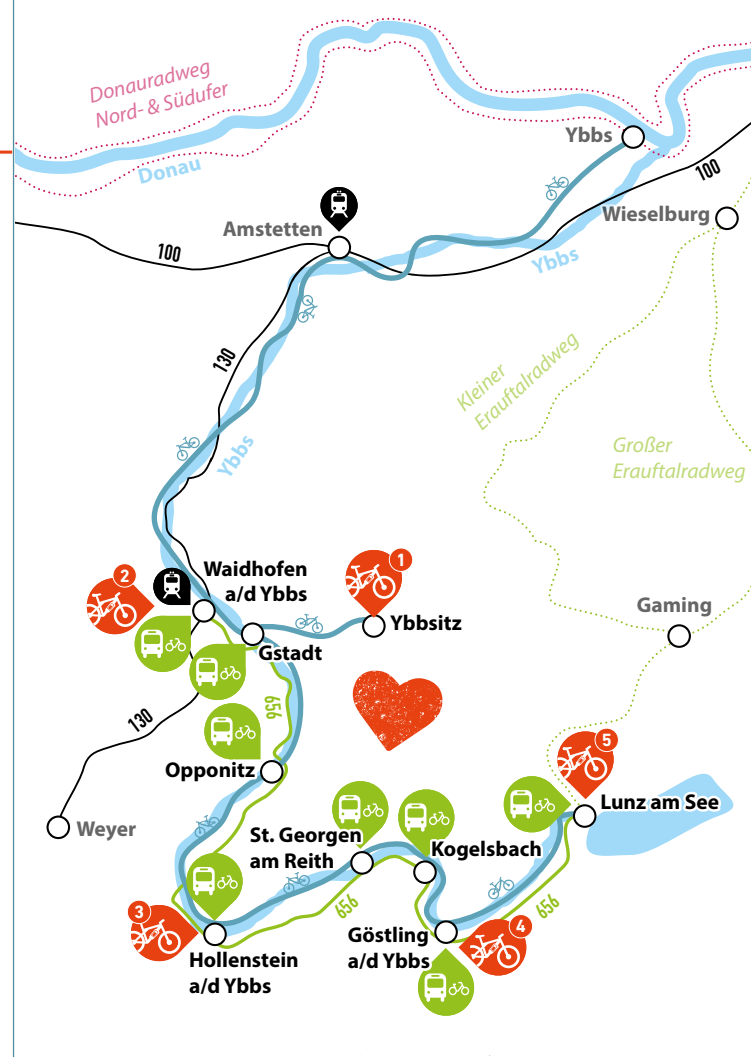 Donauradweg
Nord- & Südufer
Donau
Ybbs
100
Wieselburg
Amstetten
100
Ybbs
130
Kleiner
Erauftalradweg
Ybbs
Großer
Erauftalradweg
1
2
Waidhofen
a/d Ybbs
Ybbsitz
Gaming
Gstadt
656
130
5
Opponitz
Lunz am See
Weyer
St. Georgen
am Reith
Kogelsbach
656
656
3
4
Göstling
a/d Ybbs
Hollenstein
a/d Ybbs